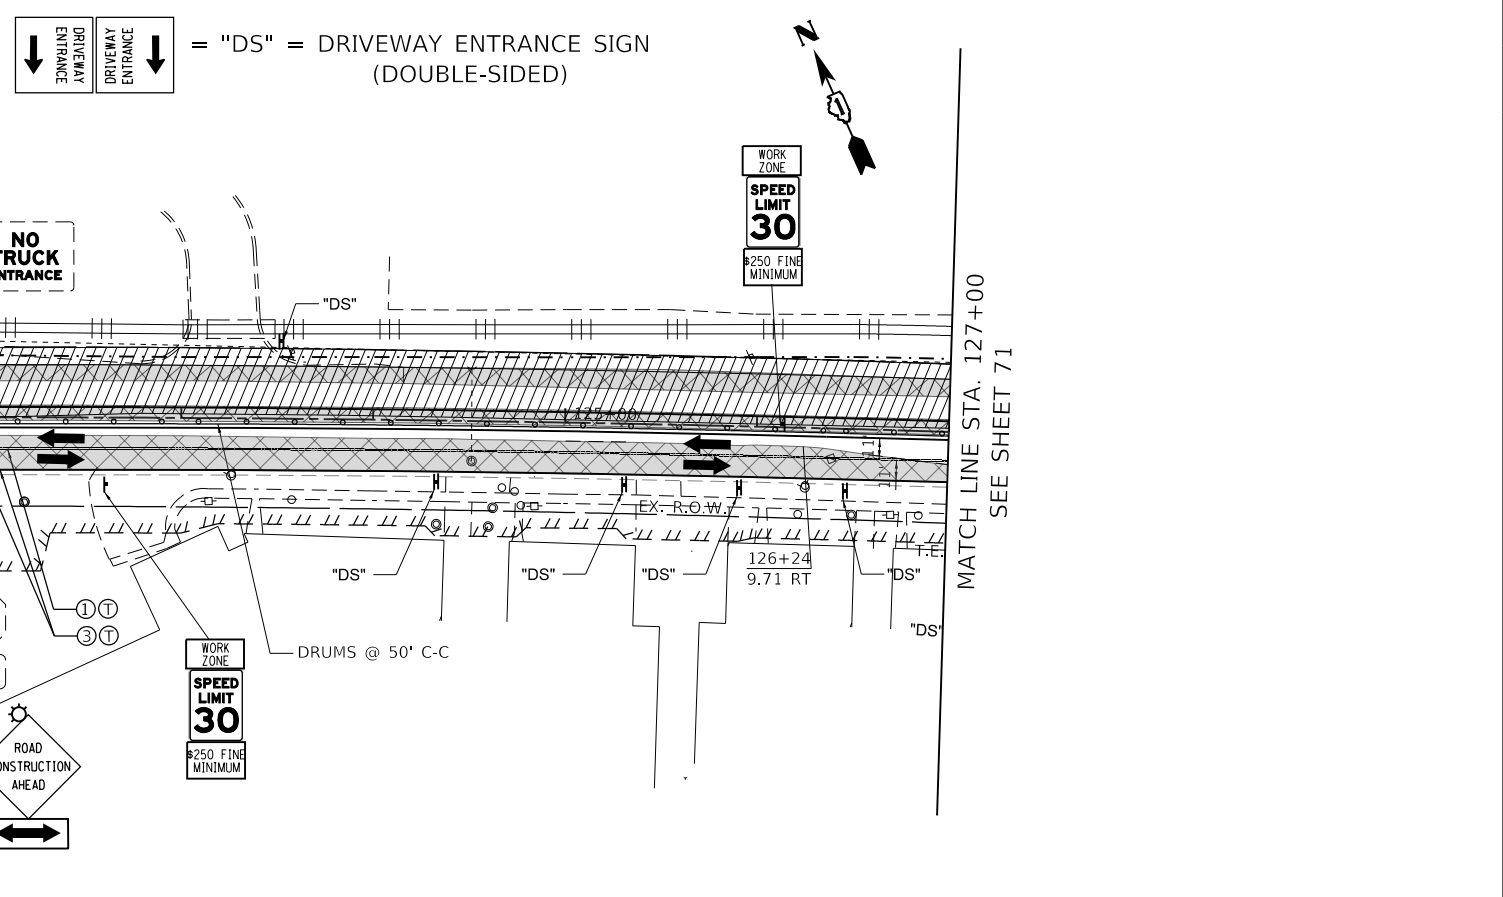 DRIVEWAY
ENTRANCE
DRIVEWAY
ENTRANCE
= "DS" = DRIVEWAY ENTRANCE SIGN
(DOUBLE-SIDED)
N
WORK
ZONE
SPEED
LIMIT
30
$250 FINE
MINIMUM
NO
TRUCK
ENTRANCE
"DS"
125+00
11'
11'
EX. R.O.W.
T.E.
126+24
9.71 RT
"DS"
"DS"
"DS"
"DS"
"DS"
MATCH LINE STA. 127+00
SEE SHEET 71
1 T
3 T
DRUMS @ 50' C-C
WORK
ZONE
SPEED
LIMIT
30
$250 FINE
MINIMUM
ROAD
CONSTRUCTION
AHEAD